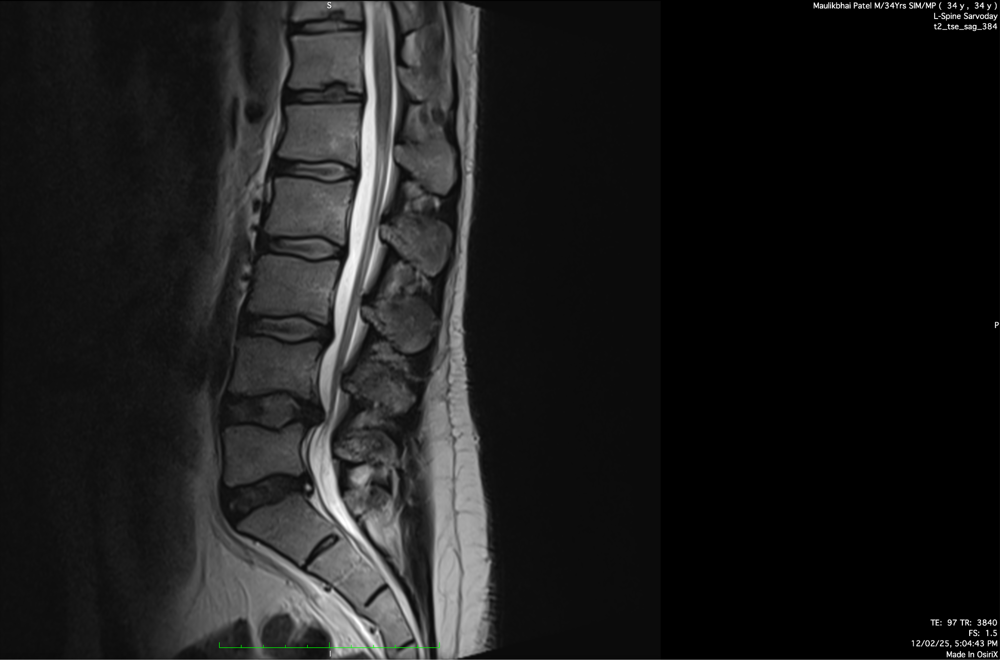 S
Maulikbhai Patel M/34Yrs SIM/MP ( 34 y, 34 y )
L-Spine Sarvoday
t2_tse_sag_384
P
TE: 97 TR: 3840
FS: 1.5
12/02/25, 5:04:43 PM
Made In OsiriX
I